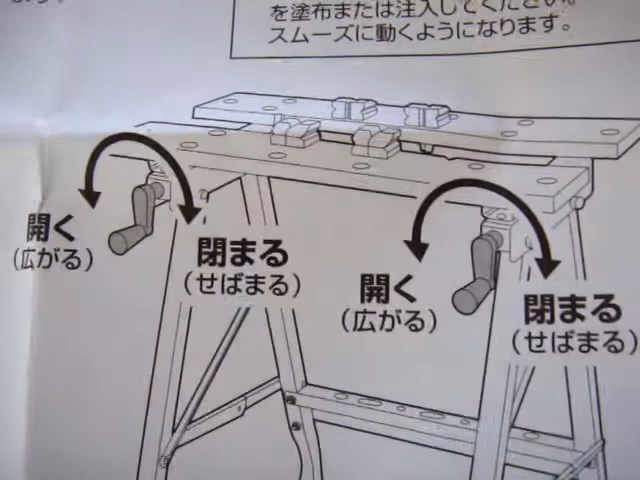 を塗布または注入してください。
スムーズに動くようになります。
開く
(広がる)
閉まる
(せばまる)
開く
(広がる)
閉まる
(せばまる)